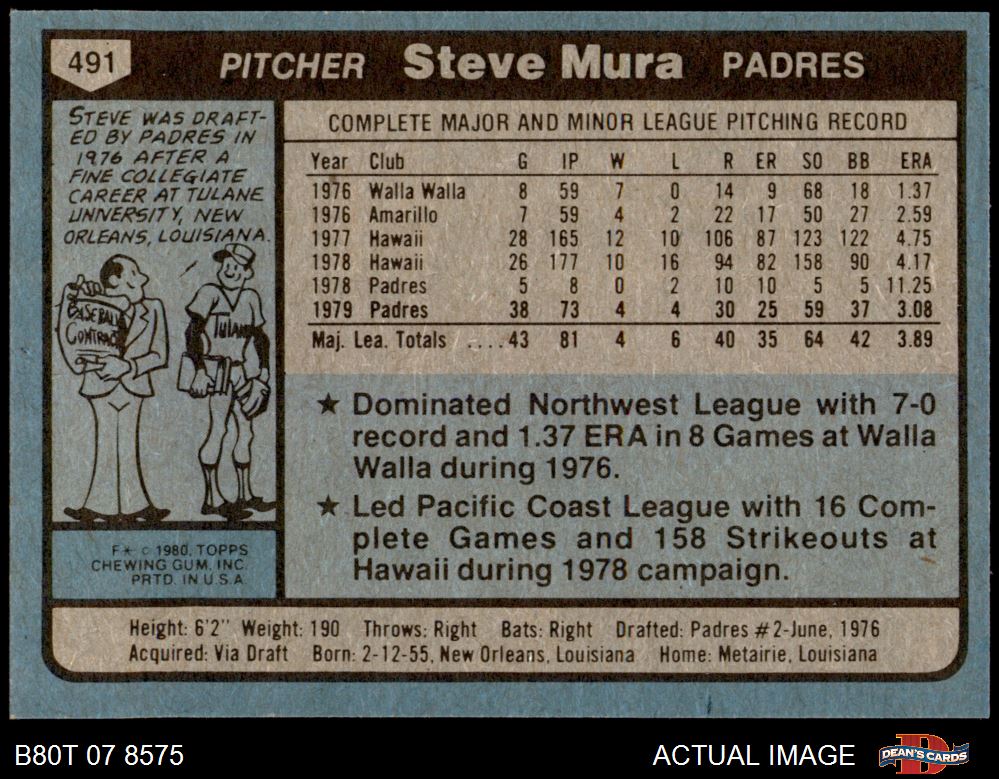 491 PITCHER Steve Mura PADRES
STEVE WAS DRAFT-
ED BY PADRES IN
1976 AFTER A
FINE COLLEGIATE
CAREER AT TULANE
UNIVERSITY, NEW
ORLEANS, LOUISIANA.
BASEBALL
CONTRACT
TULANE
F✶ © 1980, TOPPS
CHEWING GUM, INC.
PRTD. IN U.S.A.
COMPLETE MAJOR AND MINOR LEAGUE PITCHING RECORD
Year Club G IP W L R ER SO BB ERA
1976 Walla Walla 8 59 7 0 14 9 68 18 1.37
1976 Amarillo 7 59 4 2 22 17 50 27 2.59
1977 Hawaii 28 165 12 10 106 87 123 122 4.75
1978 Hawaii 26 177 10 16 94 82 158 90 4.17
1978 Padres 5 8 0 2 10 10 5 5 11.25
1979 Padres 38 73 4 4 30 25 59 37 3.08
Maj. Lea. Totals ....43 81 4 6 40 35 64 42 3.89
★ Dominated Northwest League with 7-0
record and 1.37 ERA in 8 Games at Walla
Walla during 1976.
★ Led Pacific Coast League with 16 Com-
plete Games and 158 Strikeouts at
Hawaii during 1978 campaign.
Height: 6'2" Weight: 190 Throws: Right Bats: Right Drafted: Padres #2-June, 1976
Acquired: Via Draft Born: 2-12-55, New Orleans, Louisiana Home: Metairie, Louisiana
B80T 07 8575 ACTUAL IMAGE DEAN'S CARDS